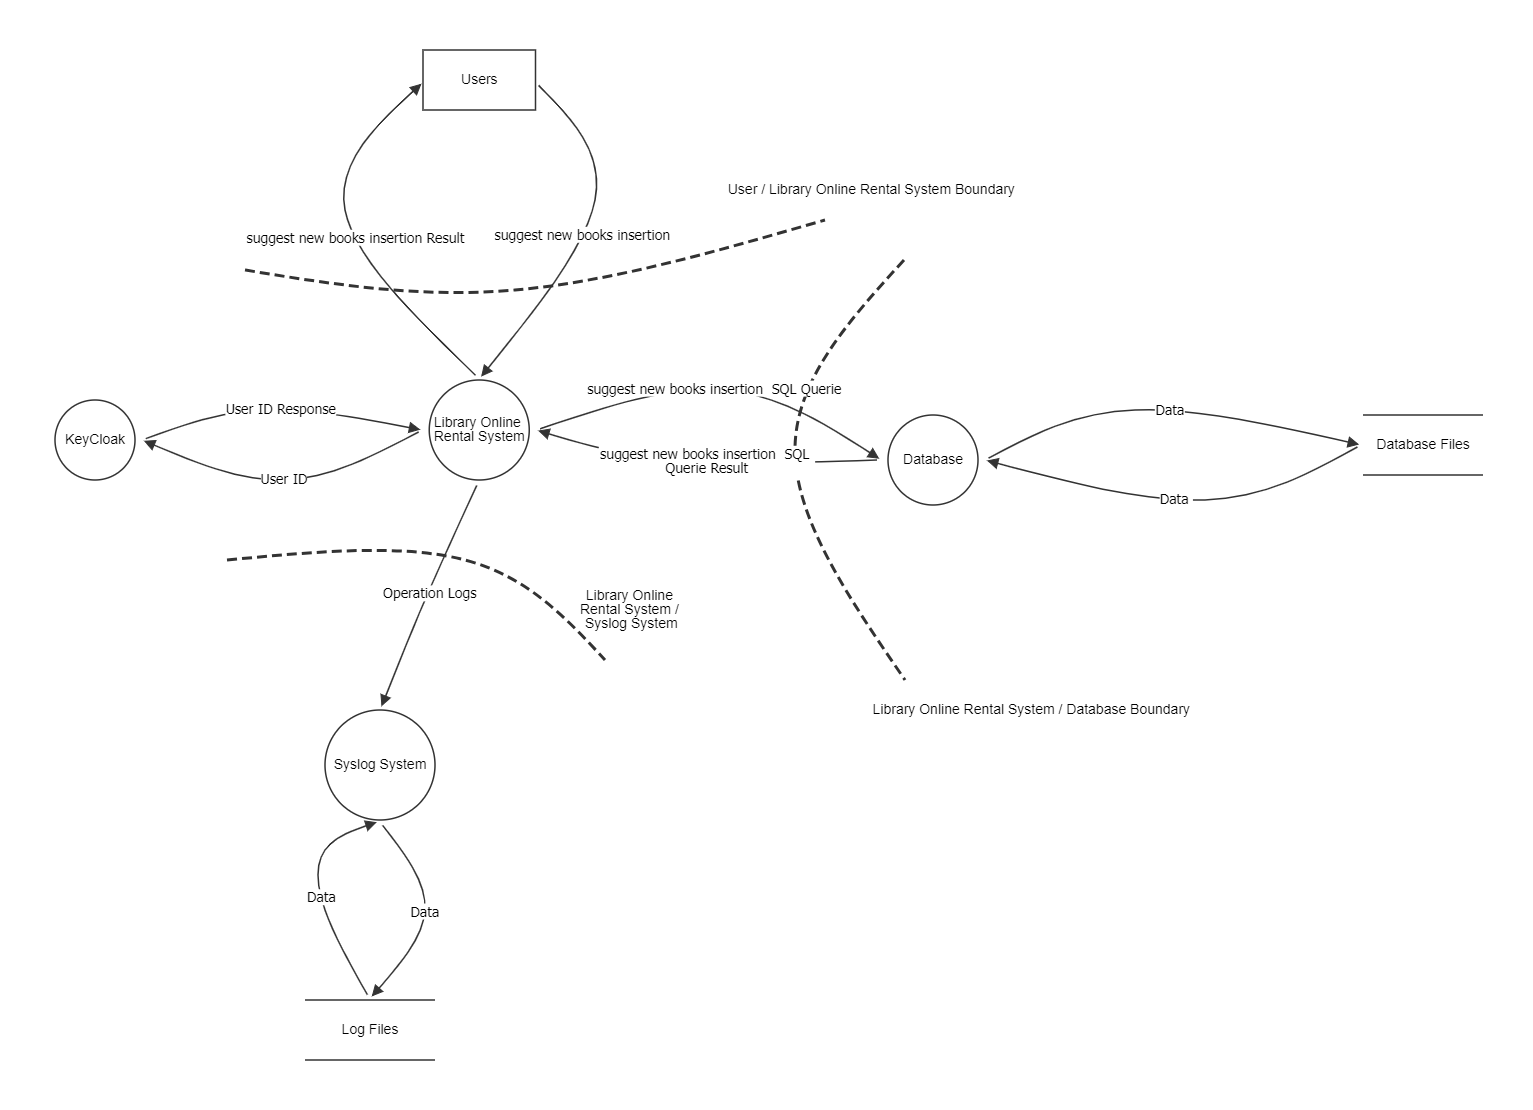 Users
User / Library Online Rental System Boundary
suggest new books insertion Result
suggest new books insertion
suggest new books insertion  SQL Querie
User ID Response
Data
Library Online
Rental System
KeyCloak
Database
Database Files
suggest new books insertion  SQL
Querie Result
User ID
Data
Operation Logs
Library Online
Rental System /
Syslog System
Library Online Rental System / Database Boundary
Syslog System
Data
Data
Log Files